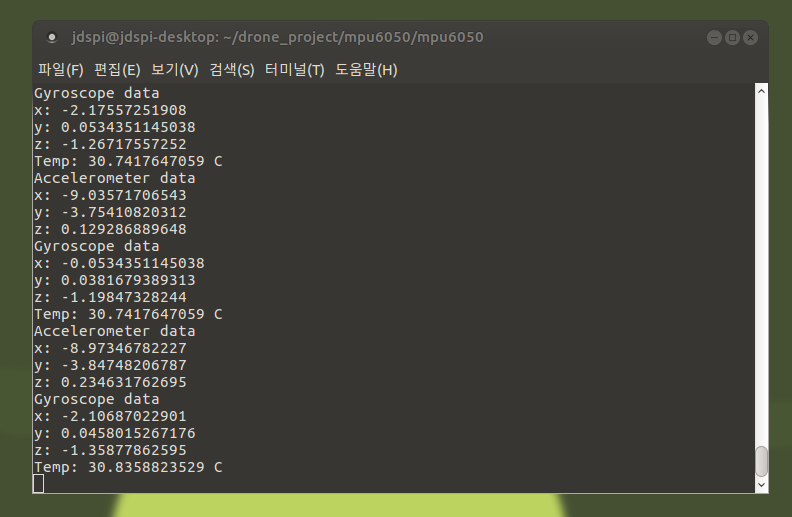 jdspi@jdspi-desktop: ~/drone_project/mpu6050/mpu6050
파일(F) 편집(E) 보기(V) 검색(S) 터미널(T) 도움말(H)
Gyroscope data
x: -2.17557251908
y: 0.0534351145038
z: -1.26717557252
Temp: 30.7417647059 C
Accelerometer data
x: -9.03571706543
y: -3.75410820312
z: 0.129286889648
Gyroscope data
x: -0.0534351145038
y: 0.0381679389313
z: -1.19847328244
Temp: 30.7417647059 C
Accelerometer data
x: -8.97346782227
y: -3.84748206787
z: 0.234631762695
Gyroscope data
x: -2.10687022901
y: 0.0458015267176
z: -1.35877862595
Temp: 30.8358823529 C